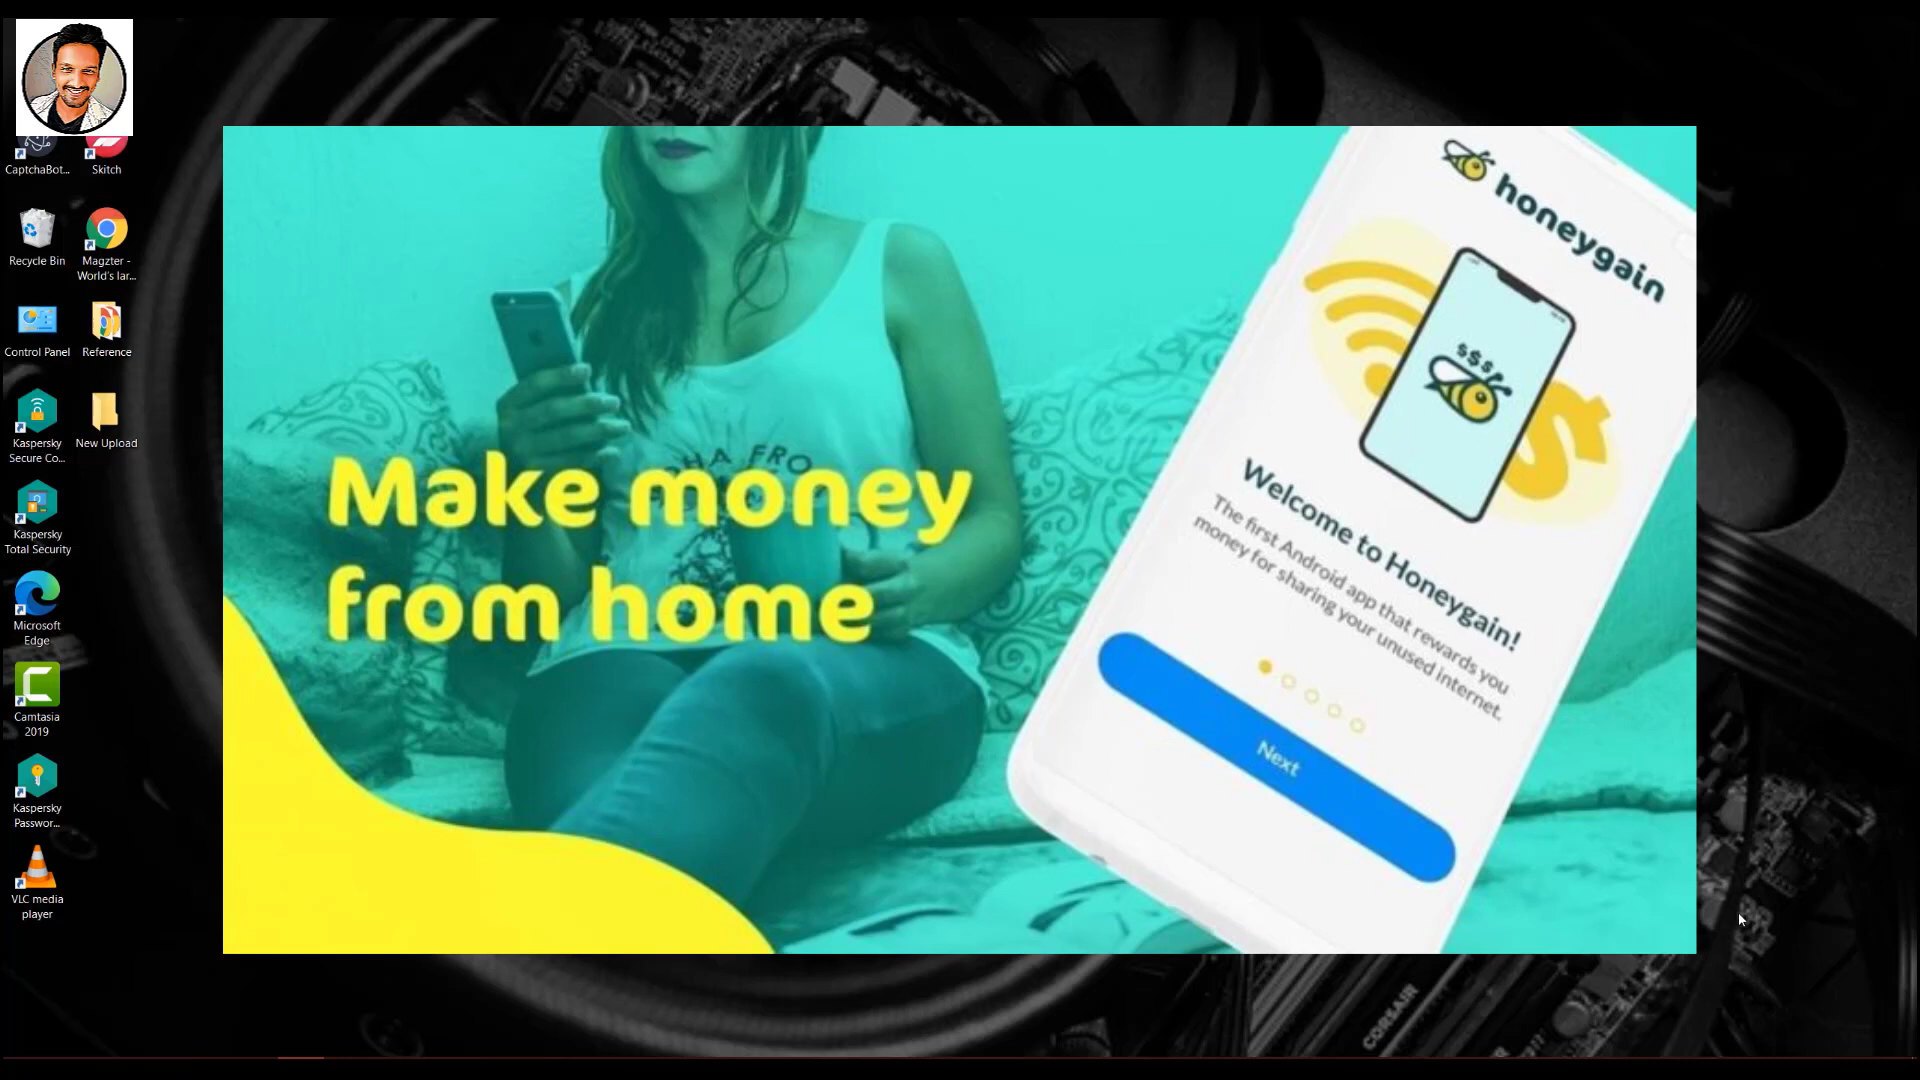 CaptchaBot...
Skitch
Recycle Bin
Magzter -
World's lar...
Control Panel
Reference
Kaspersky
Secure Co...
New Upload
Kaspersky
Total Security
Microsoft
Edge
Camtasia
2019
Kaspersky
Passwor...
VLC media
player
Make money
from home
honeygain
$$$
Welcome to Honeygain!
The first Android app that rewards you
money for sharing your unused internet.
Next
CORSAIR